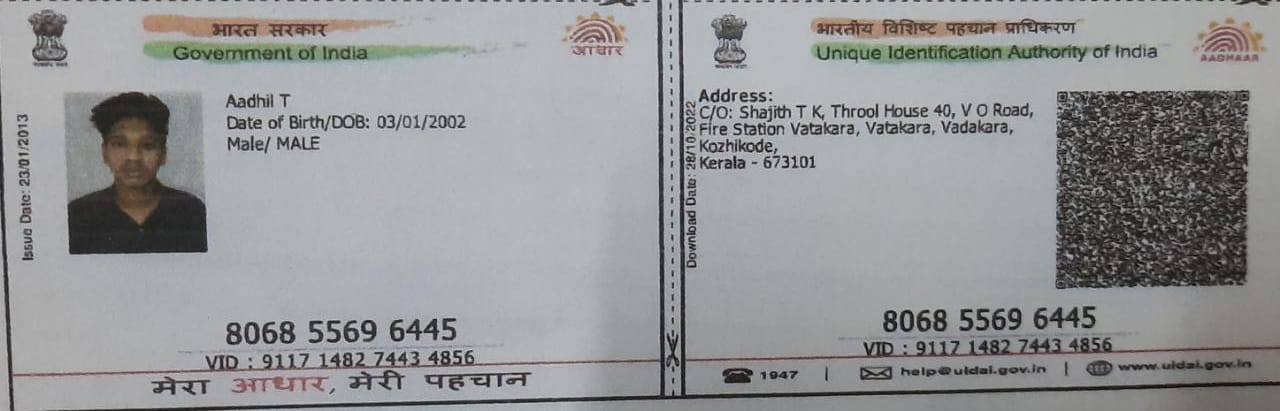 भारत सरकार
Government of India
आधार
Issue Date: 23/01/2013
Aadhil T
Date of Birth/DOB: 03/01/2002
Male/ MALE
8068 5569 6445
VID : 9117 1482 7443 4856
मेरा आधार, मेरी पहचान
भारतीय विशिष्ट पहचान प्राधिकरण
Unique Identification Authority of India
AADHAAR
Download Date: 28/10/2022
Address:
C/O: Shajith T K, Throol House 40, V O Road,
Fire Station Vatakara, Vatakara, Vadakara,
Kozhikode,
Kerala - 673101
8068 5569 6445
VID : 9117 1482 7443 4856
1947 | help@uidai.gov.in | www.uidai.gov.in